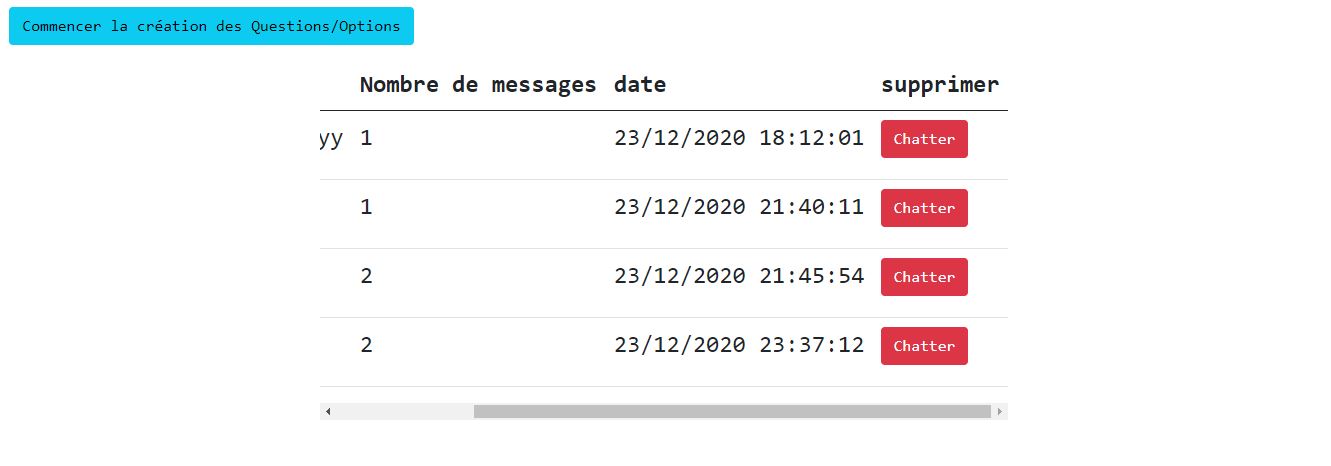 Commencer la création des Questions/Options
Nombre de messages date supprimer
yy 1 23/12/2020 18:12:01 Chatter
1 23/12/2020 21:40:11 Chatter
2 23/12/2020 21:45:54 Chatter
2 23/12/2020 23:37:12 Chatter